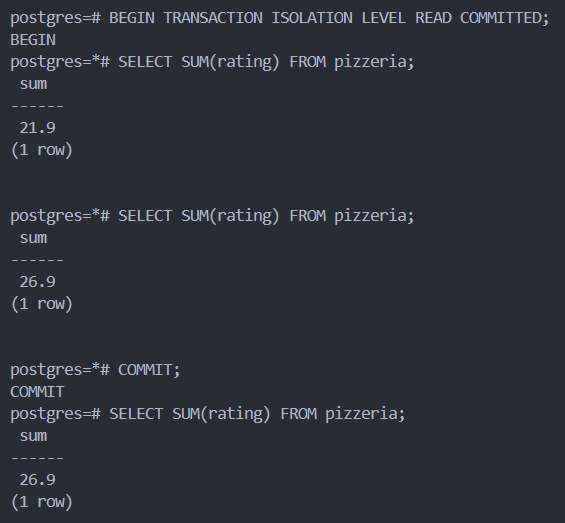 postgres=# BEGIN TRANSACTION ISOLATION LEVEL READ COMMITTED;
BEGIN
postgres=*# SELECT SUM(rating) FROM pizzeria;
 sum
------
 21.9
(1 row)
postgres=*# SELECT SUM(rating) FROM pizzeria;
 sum
------
 26.9
(1 row)
postgres=*# COMMIT;
COMMIT
postgres=# SELECT SUM(rating) FROM pizzeria;
 sum
------
 26.9
(1 row)